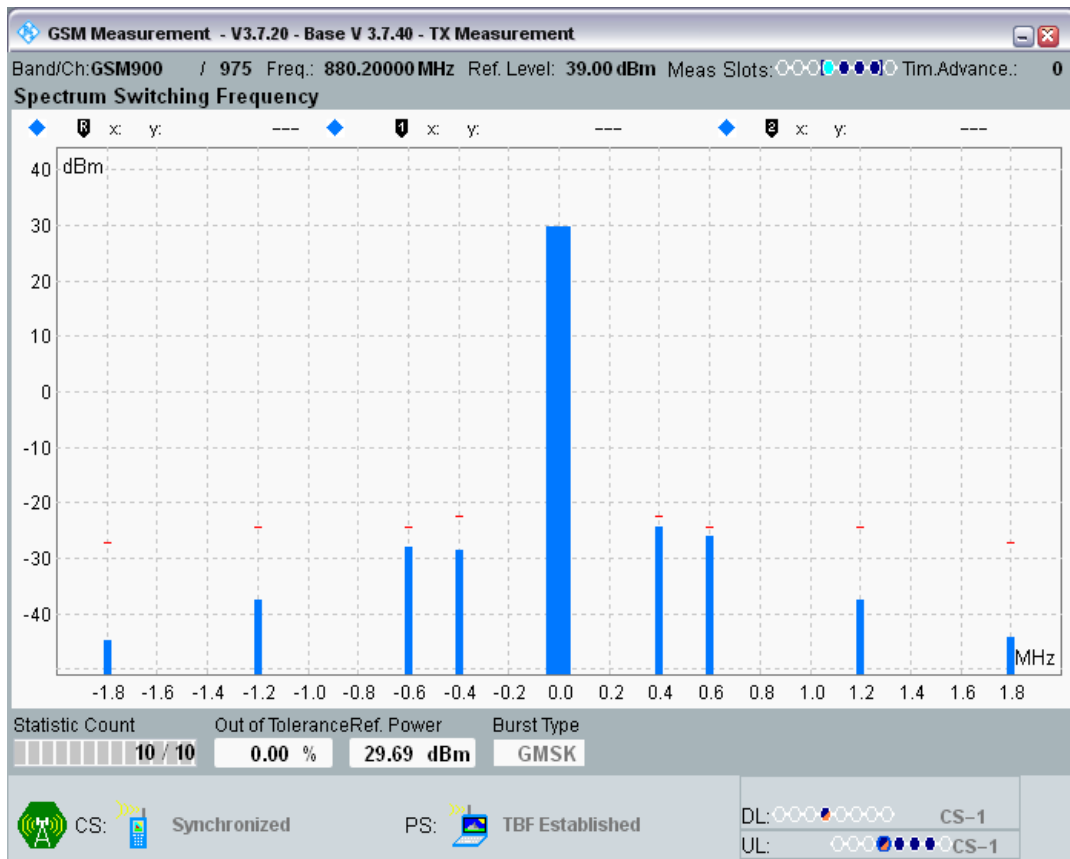 GSM Measurement - V3.7.20 - Base V 3.7.40 - TX Measurement
Band/Ch:GSM900 / 975 Freq.: 880.20000 MHz Ref. Level: 39.00 dBm Meas Slots: Tim.Advance.: 0
Spectrum Switching Frequency
R x: y: --- 1 x: y: --- 2 x: y: ---
dBm
40
30
20
10
0
-10
-20
-30
-40
MHz
-1.8 -1.6 -1.4 -1.2 -1.0 -0.8 -0.6 -0.4 -0.2 0.0 0.2 0.4 0.6 0.8 1.0 1.2 1.4 1.6 1.8
Statistic Count Out of Tolerance Ref. Power Burst Type
10 / 10 0.00 % 29.69 dBm GMSK
CS: Synchronized PS: TBF Established
DL: CS-1
UL: CS-1